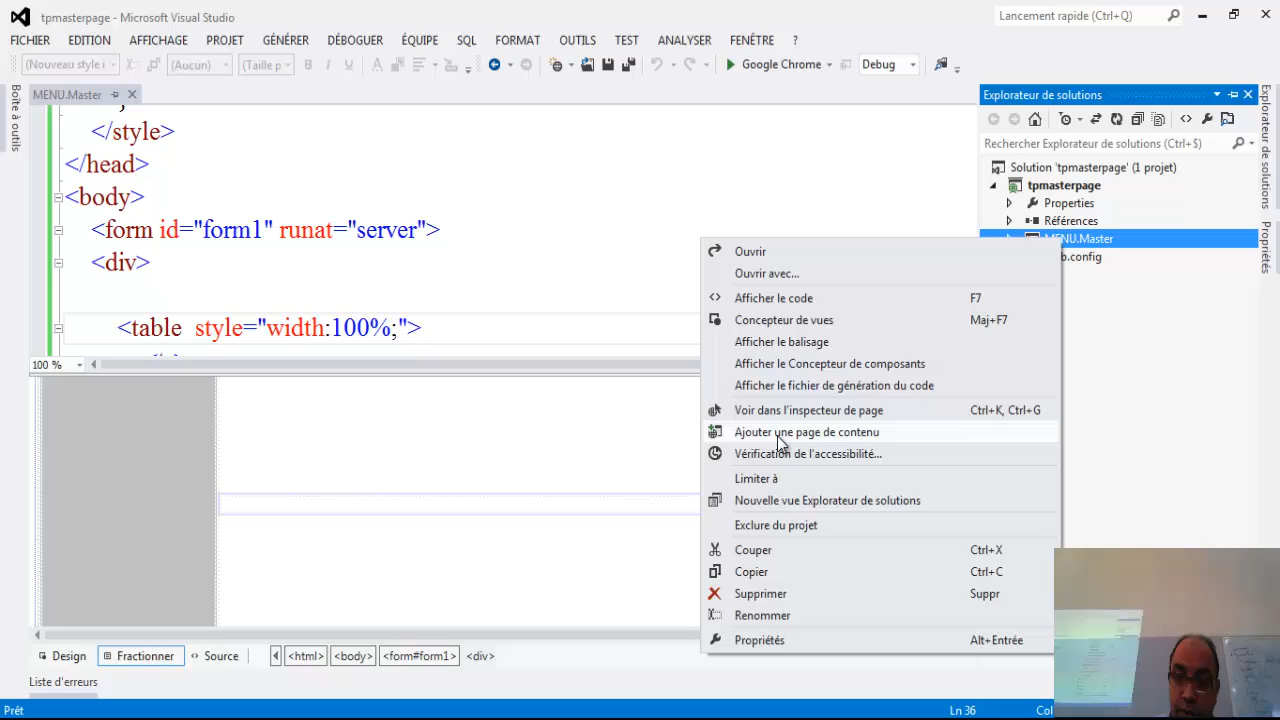 tpmasterpage - Microsoft Visual Studio
Lancement rapide (Ctrl+Q)
FICHIER EDITION AFFICHAGE PROJET GÉNÉRER DÉBOGUER ÉQUIPE SQL FORMAT OUTILS TEST ANALYSER FENÊTRE ?
(Nouveau style i (Aucun) (Taille p B I U A Google Chrome Debug
Boîte à outils
MENU.Master
</style>
</head>
<body>
<form id="form1" runat="server">
<div>
<table style="width:100%;">
100 %
Design Fractionner Source <html> <body> <form#form1> <div>
Liste d'erreurs
Prêt
Ln 36
Col
Explorateur de solutions
Rechercher Explorateur de solutions (Ctrl+$)
Solution 'tpmasterpage' (1 projet)
tpmasterpage
Properties
Références
MENU.Master
b.config
Explorateur de solutions
Propriétés
Ouvrir
Ouvrir avec...
Afficher le code F7
Concepteur de vues Maj+F7
Afficher le balisage
Afficher le Concepteur de composants
Afficher le fichier de génération du code
Voir dans l'inspecteur de page Ctrl+K, Ctrl+G
Ajouter une page de contenu
Vérification de l'accessibilité...
Limiter à
Nouvelle vue Explorateur de solutions
Exclure du projet
Couper Ctrl+X
Copier Ctrl+C
Supprimer Suppr
Renommer
Propriétés Alt+Entrée